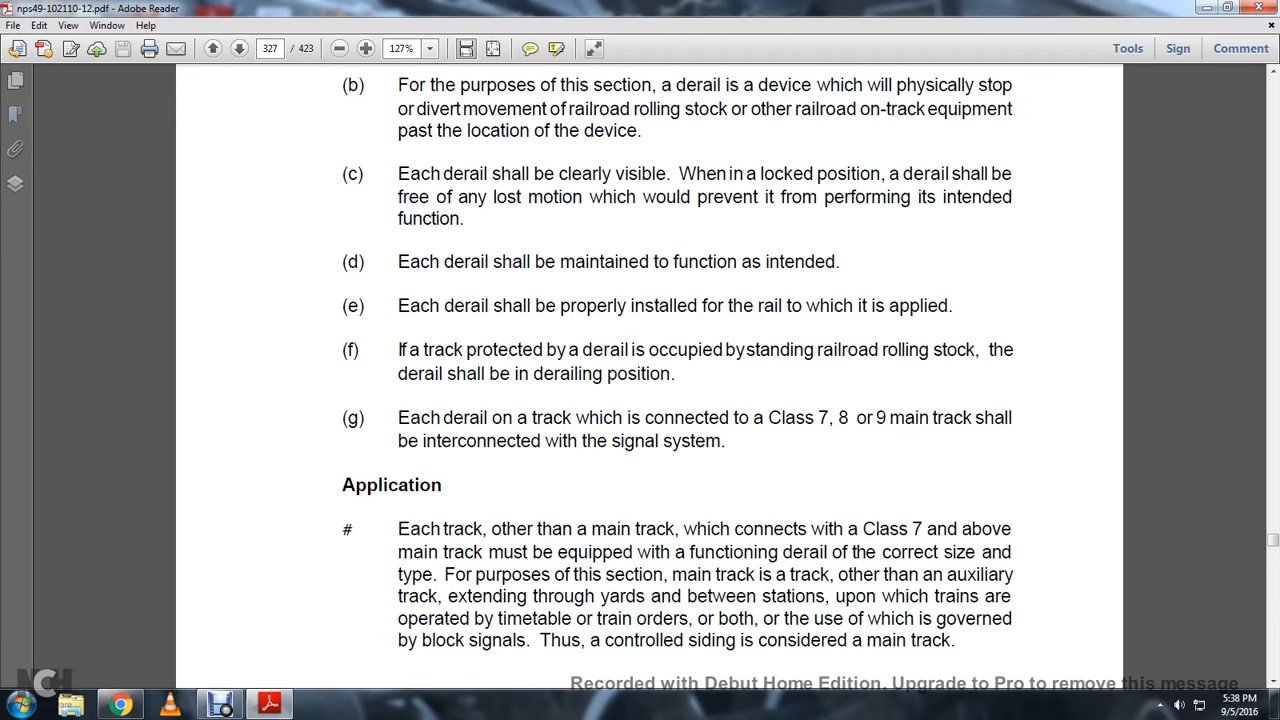 nps49-102110-12.pdf - Adobe Reader
File Edit View Window Help
327 / 423 127% Tools Sign Comment
(b) For the purposes of this section, a derail is a device which will physically stop
or divert movement of railroad rolling stock or other railroad on-track equipment
past the location of the device.
(c) Each derail shall be clearly visible. When in a locked position, a derail shall be
free of any lost motion which would prevent it from performing its intended
function.
(d) Each derail shall be maintained to function as intended.
(e) Each derail shall be properly installed for the rail to which it is applied.
(f) If a track protected by a derail is occupied by standing railroad rolling stock, the
derail shall be in derailing position.
(g) Each derail on a track which is connected to a Class 7, 8 or 9 main track shall
be interconnected with the signal system.
Application
# Each track, other than a main track, which connects with a Class 7 and above
main track must be equipped with a functioning derail of the correct size and
type. For purposes of this section, main track is a track, other than an auxiliary
track, extending through yards and between stations, upon which trains are
operated by timetable or train orders, or both, or the use of which is governed
by block signals. Thus, a controlled siding is considered a main track.
Recorded with Debut Home Edition. Upgrade to Pro to remove this message
NCH
5:38 PM
9/5/2016